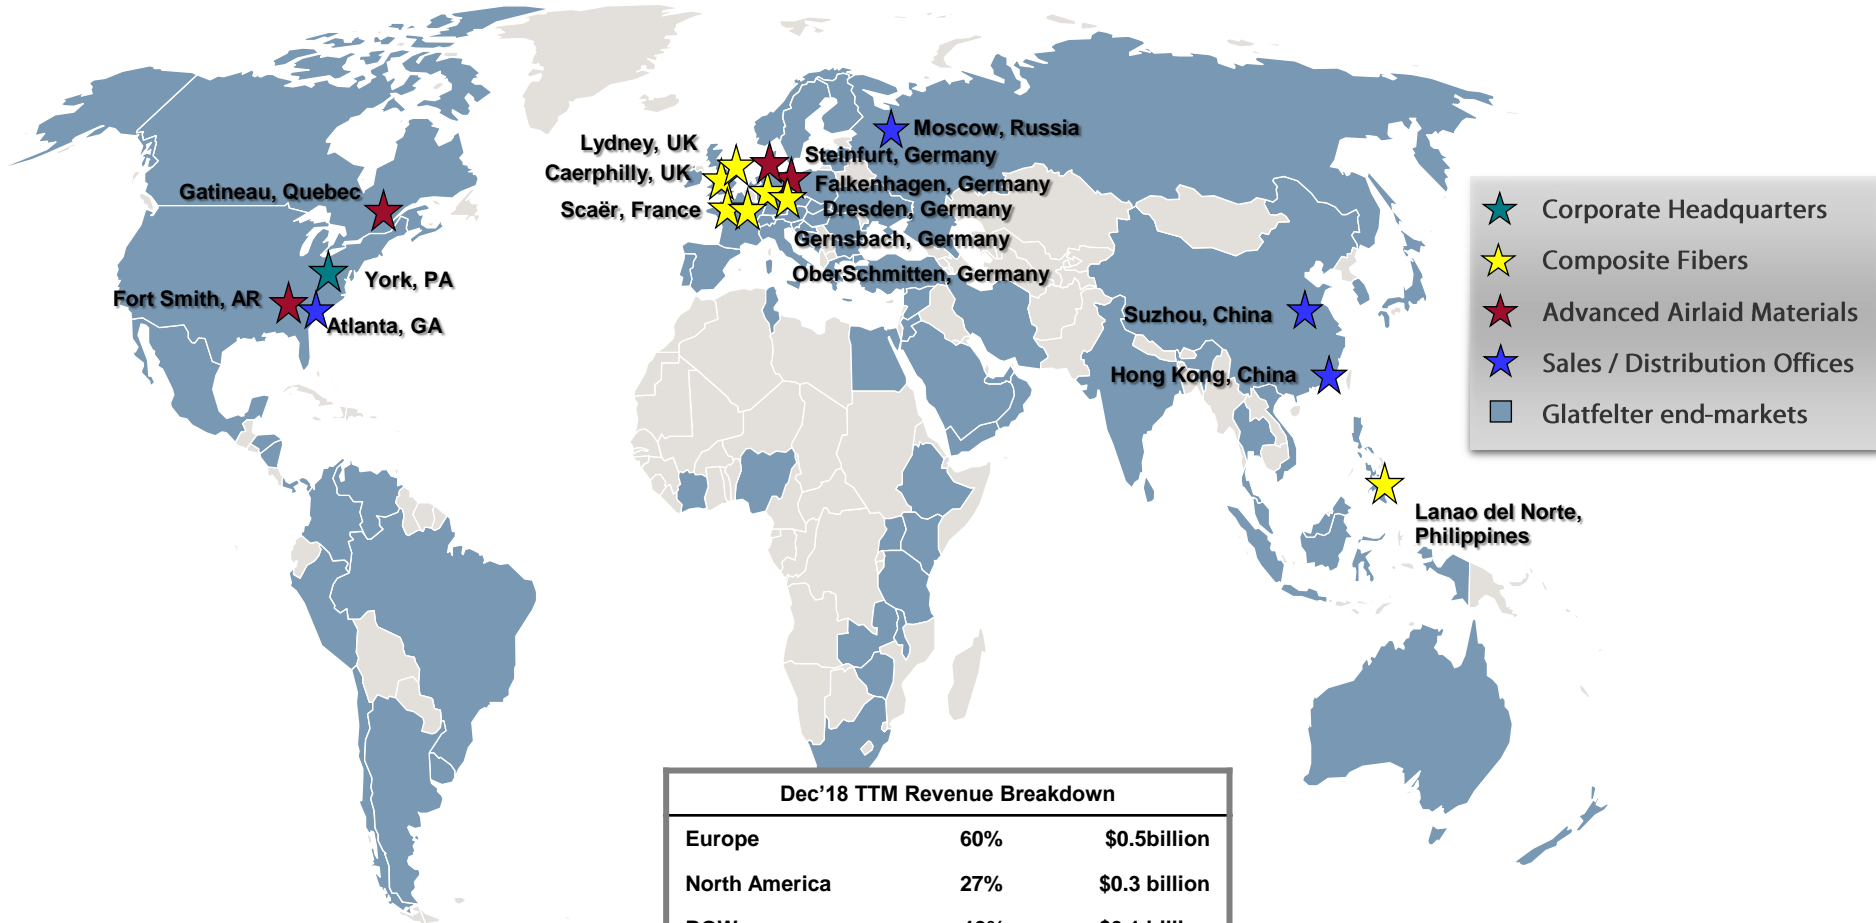 Lydney, UK
Caerphilly, UK
Scaër, France
Moscow, Russia
Steinfurt, Germany
Falkenhagen, Germany
Dresden, Germany
Gernsbach, Germany
OberSchmitten, Germany
Gatineau, Quebec
York, PA
Fort Smith, AR
Atlanta, GA
Suzhou, China
Hong Kong, China
Lanao del Norte,
Philippines
Corporate Headquarters
Composite Fibers
Advanced Airlaid Materials
Sales / Distribution Offices
Glatfelter end-markets
Dec’18 TTM Revenue Breakdown
Europe 60% $0.5billion
North America 27% $0.3 billion